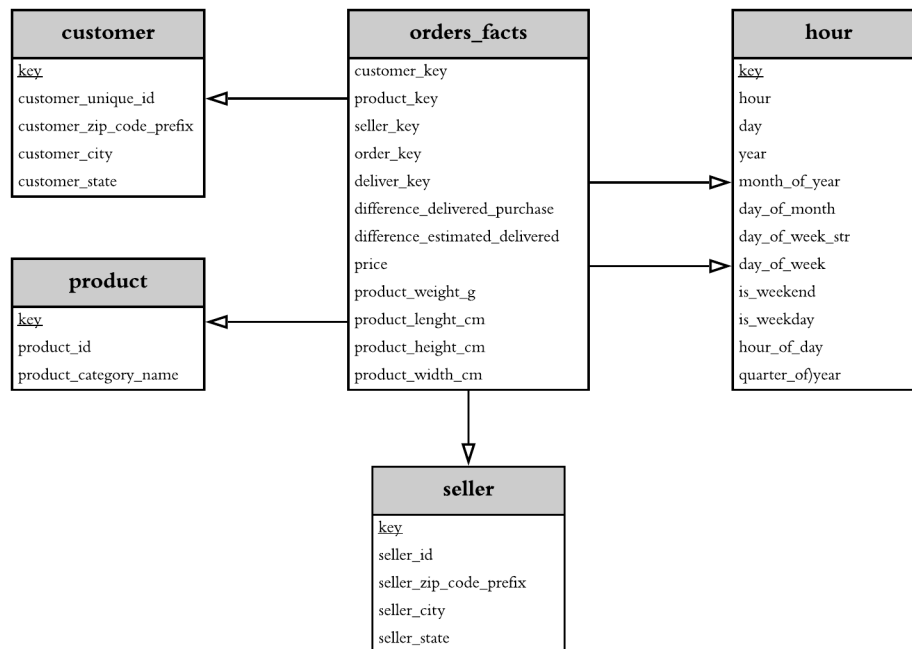 customer
key
customer_unique_id
customer_zip_code_prefix
customer_city
customer_state
product
key
product_id
product_category_name
orders_facts
customer_key
product_key
seller_key
order_key
deliver_key
difference_delivered_purchase
difference_estimated_delivered
price
product_weight_g
product_lenght_cm
product_height_cm
product_width_cm
hour
key
hour
day
year
month_of_year
day_of_month
day_of_week_str
day_of_week
is_weekend
is_weekday
hour_of_day
quarter_of)year
seller
key
seller_id
seller_zip_code_prefix
seller_city
seller_state